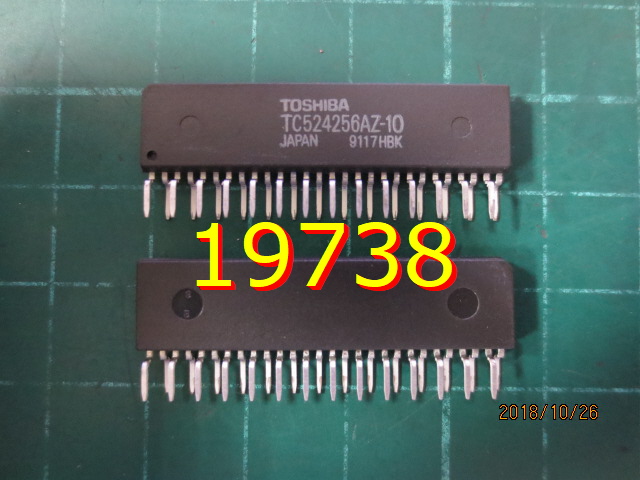 TOSHIBA
TC524256AZ-10
JAPAN 9117HBK
19738
2018/10/26